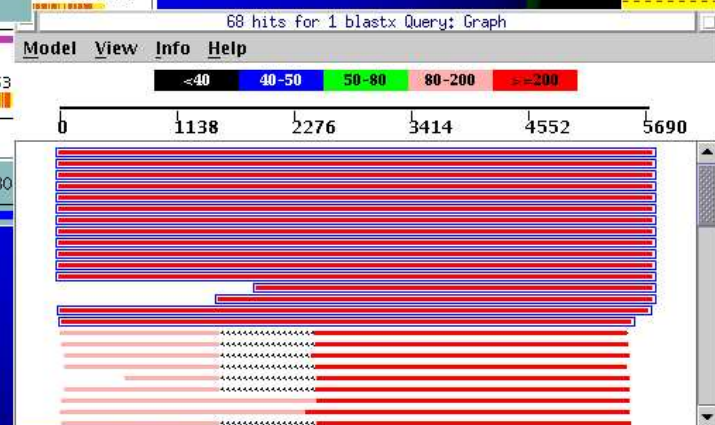 68 hits for 1 blastx Query: Graph
Model View Info Help
<40 40-50 50-80 80-200 >=200
0 1138 2276 3414 4552 5690